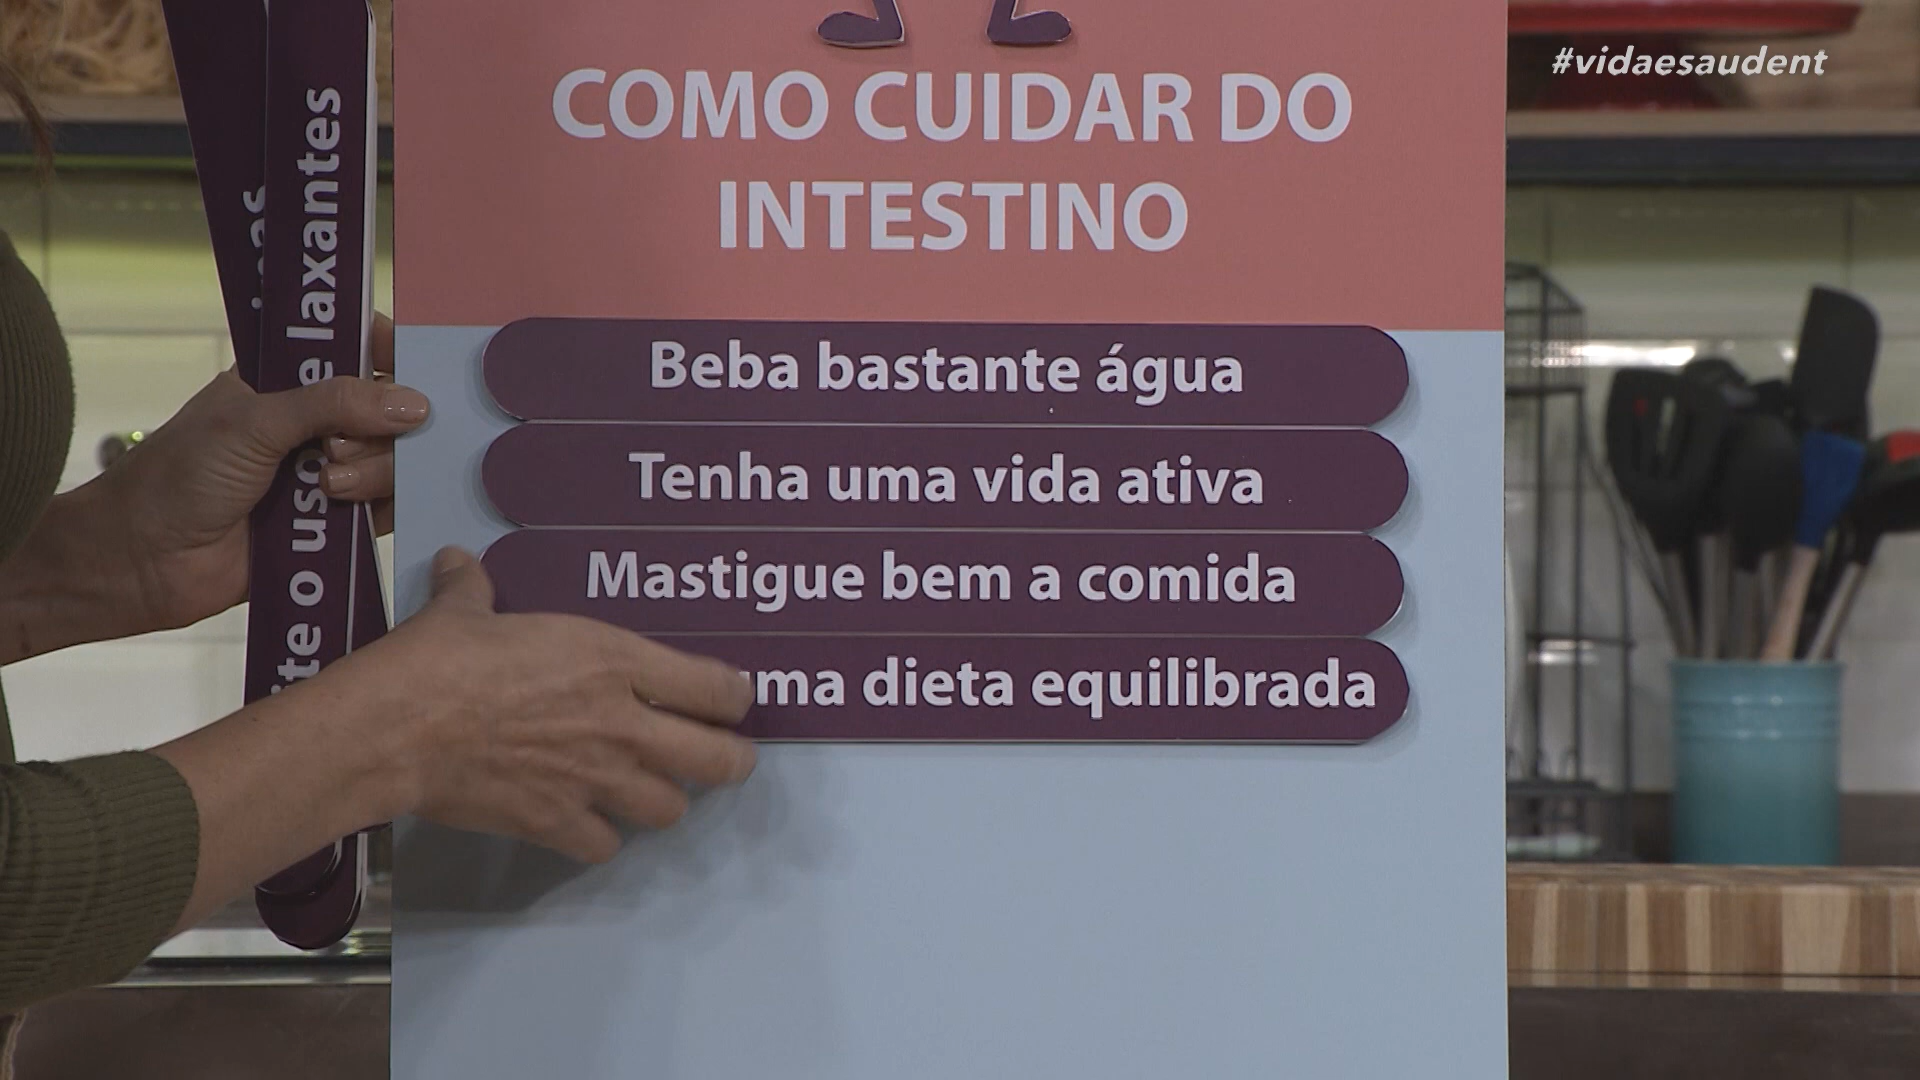 #vidaesaudent
COMO CUIDAR DO
INTESTINO
Beba bastante água
Tenha uma vida ativa
Mastigue bem a comida
uma dieta equilibrada
o uso laxantes